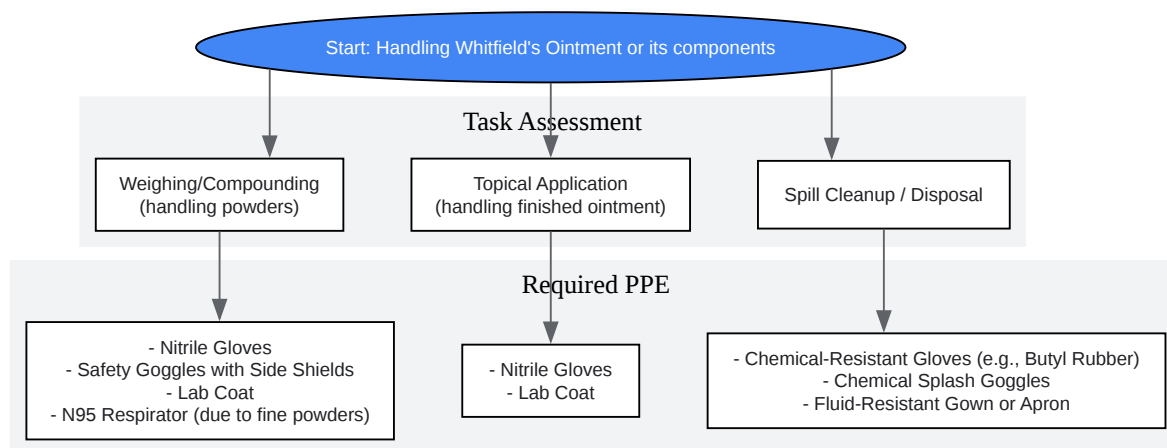 Start: Handling Whitfield's Ointment or its components
Task Assessment
Weighing/Compounding
(handling powders)
Topical Application
(handling finished ointment)
Spill Cleanup / Disposal
Required PPE
- Nitrile Gloves
- Safety Goggles with Side Shields
- Lab Coat
- N95 Respirator (due to fine powders)
- Nitrile Gloves
- Lab Coat
- Chemical-Resistant Gloves (e.g., Butyl Rubber)
- Chemical Splash Goggles
- Fluid-Resistant Gown or Apron